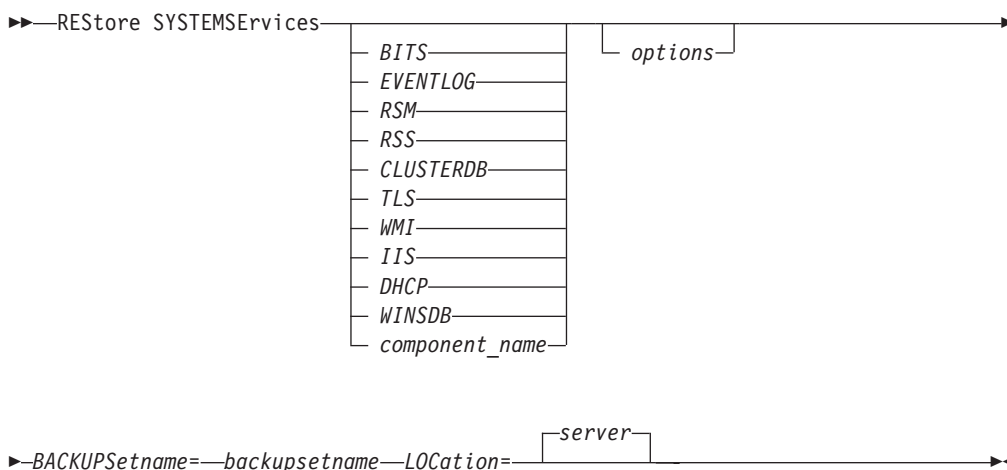 REStore SYSTEMSErvices
BITS
options
EVENTLOG
RSM
RSS
CLUSTERDB
TLS
WMI
IIS
DHCP
WINSDB
component_name
server
BACKUPSetname= backupsetname LOCation=